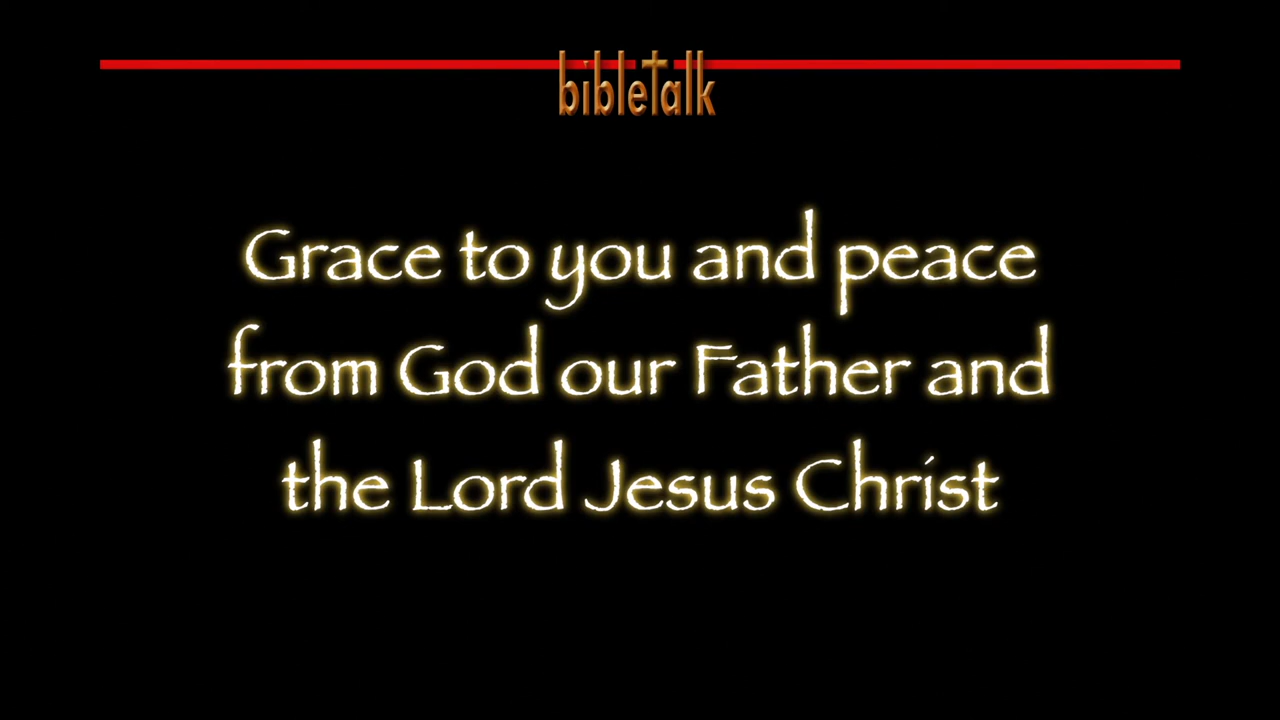 bibleTalk
Grace to you and peace
from God our Father and
the Lord Jesus Christ